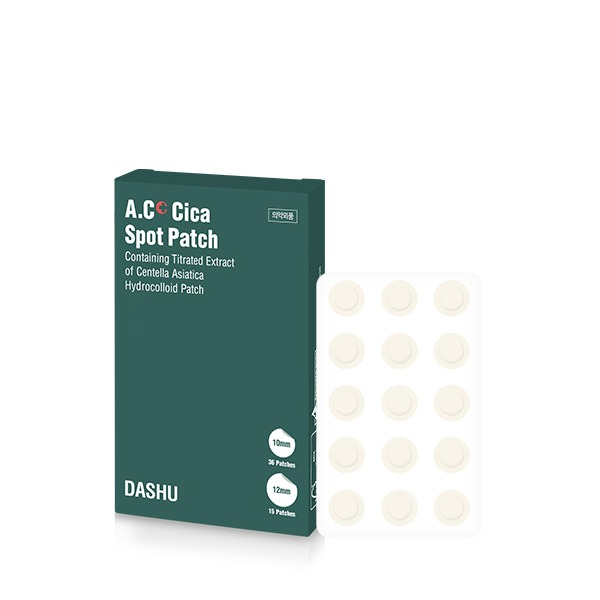 A.C Cica
의약외품
Spot Patch
Containing Titrated Extract
of Centella Asiatica
Hydrocolloid Patch
10mm
36 Patches
12mm
15 Patches
DASHU